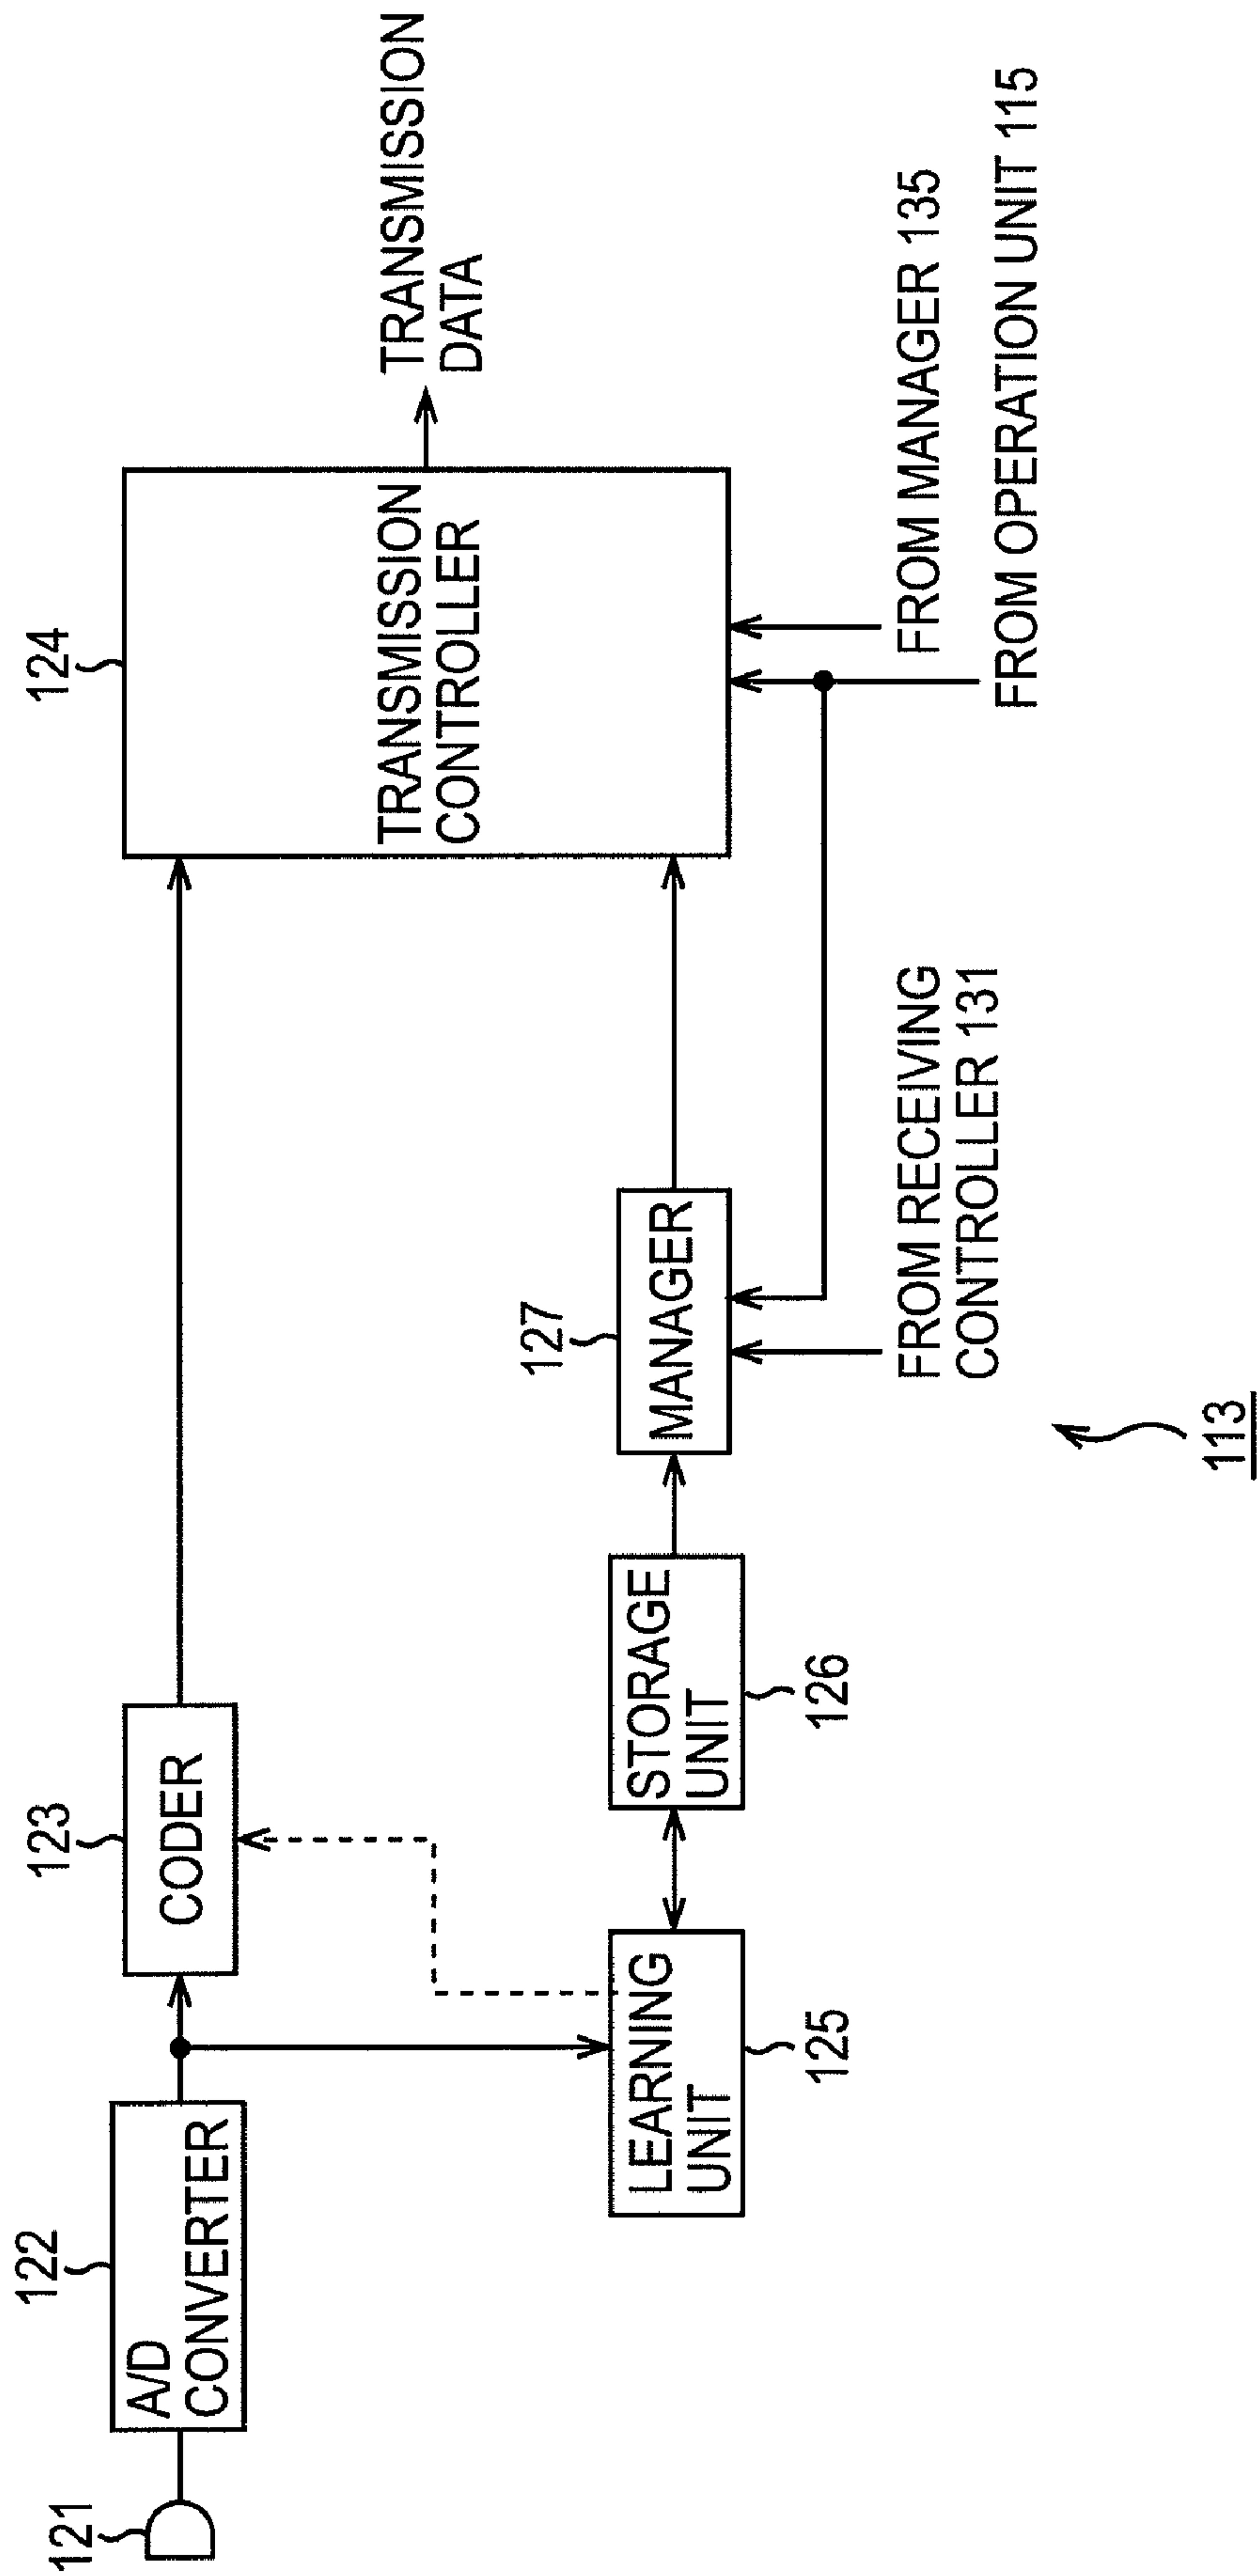 121
122
A/D
CONVERTER
123
CODER
124
TRANSMISSION
CONTROLLER
TRANSMISSION
DATA
LEARNING
UNIT
125
STORAGE
UNIT
126
127
MANAGER
FROM RECEIVING
CONTROLLER 131
FROM MANAGER 135
FROM OPERATION UNIT 115
113